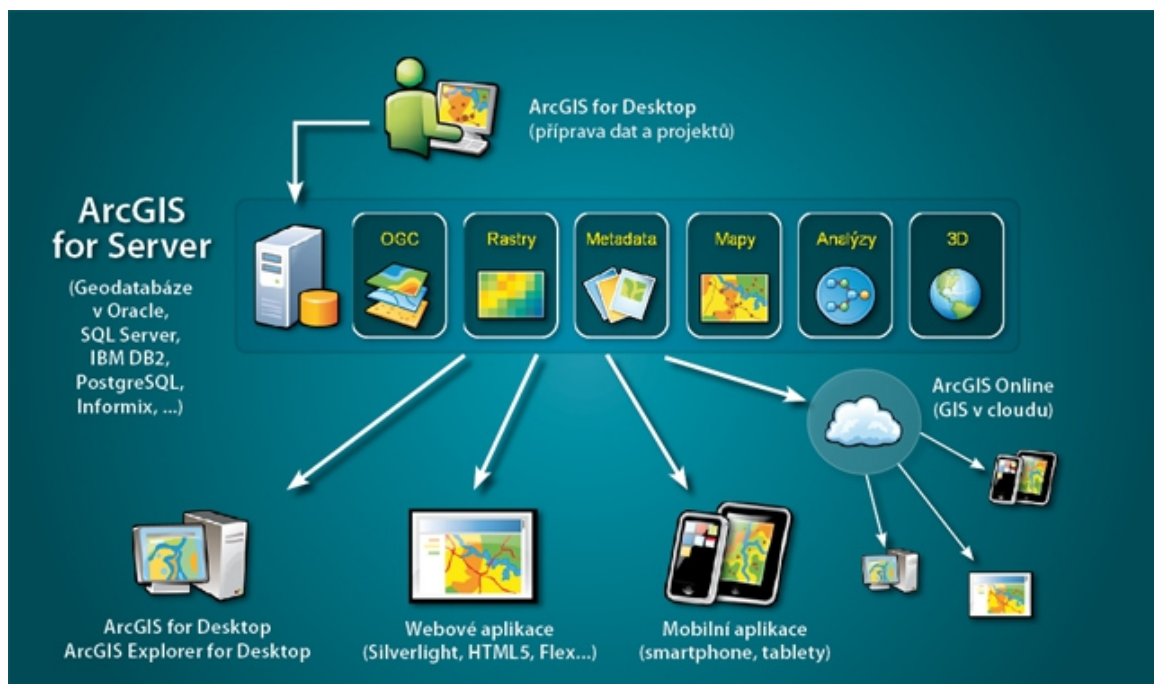 ArcGIS for Desktop
(příprava dat a projektů)
ArcGIS
for Server
(Geodatabáze
v Oracle,
SQL Server,
IBM DB2,
PostgreSQL,
Informix, ...)
OGC
Rastry
Metadata
Mapy
Analýzy
3D
ArcGIS Online
(GIS v cloudu)
ArcGIS for Desktop
ArcGIS Explorer for Desktop
Webové aplikace
(Silverlight, HTML5, Flex...)
Mobilní aplikace
(smartphone, tablety)